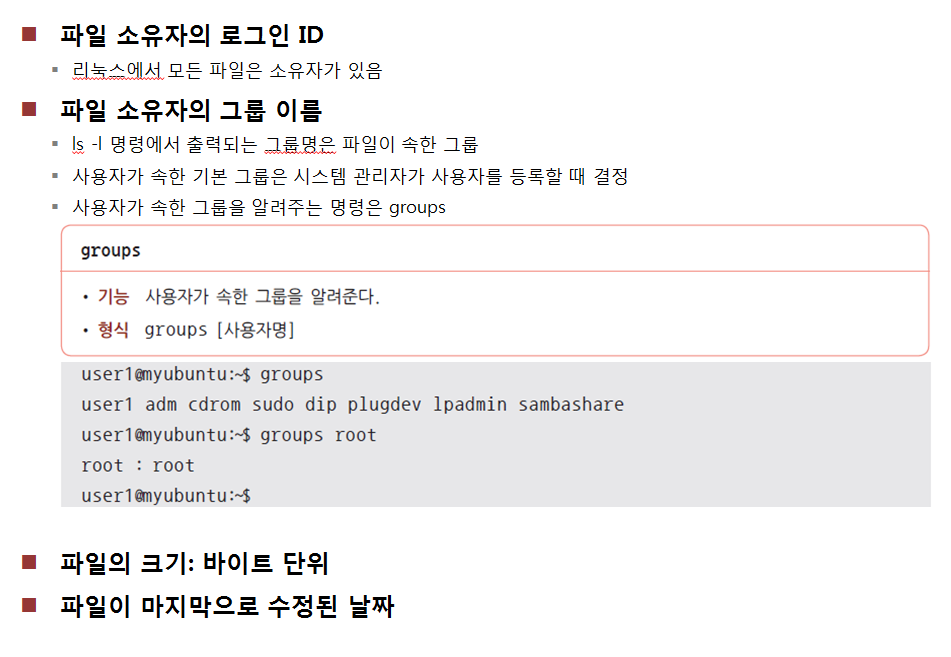 파일 소유자의 로그인 ID
리눅스에서 모든 파일은 소유자가 있음
파일 소유자의 그룹 이름
ls -l 명령에서 출력되는 그룹명은 파일이 속한 그룹
사용자가 속한 기본 그룹은 시스템 관리자가 사용자를 등록할 때 결정
사용자가 속한 그룹을 알려주는 명령은 groups
groups
• 기능 사용자가 속한 그룹을 알려준다.
• 형식 groups [사용자명]
user1@myubuntu:~$ groups
user1 adm cdrom sudo dip plugdev lpadmin sambashare
user1@myubuntu:~$ groups root
root : root
user1@myubuntu:~$
파일의 크기: 바이트 단위
파일이 마지막으로 수정된 날짜